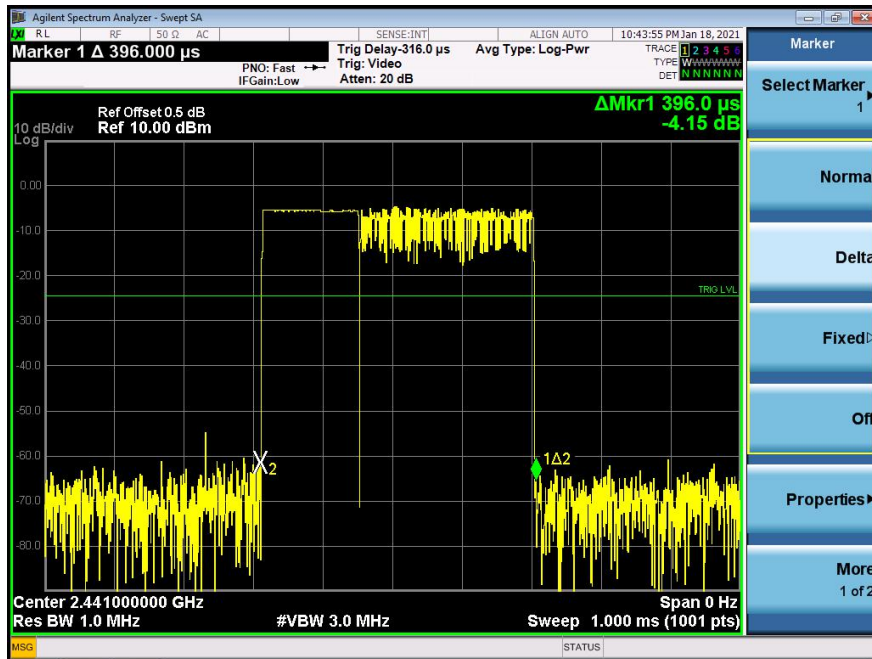 Agilent Spectrum Analyzer - Swept SA
LXI RL RF 50 Ω AC SENSE:INT ALIGN AUTO 10:43:55 PM Jan 18, 2021
Marker 1 Δ 396.000 µs
PNO: Fast
IFGain:Low
Trig Delay-316.0 µs
Trig: Video
Atten: 20 dB
Avg Type: Log-Pwr
TRACE 1 2 3 4 5 6
TYPE W
DET N N N N N N
Marker
Select Marker
1
Norma
Delta
Fixed
Off
Properties
More
1 of 2
ΔMkr1 396.0 µs
-4.15 dB
Ref Offset 0.5 dB
10 dB/div Ref 10.00 dBm
Log
0.00
-10.0
-20.0
TRIG LVL
-30.0
-40.0
-50.0
-60.0
2
1Δ2
-70.0
-80.0
Center 2.441000000 GHz Span 0 Hz
Res BW 1.0 MHz #VBW 3.0 MHz Sweep 1.000 ms (1001 pts)
MSG STATUS